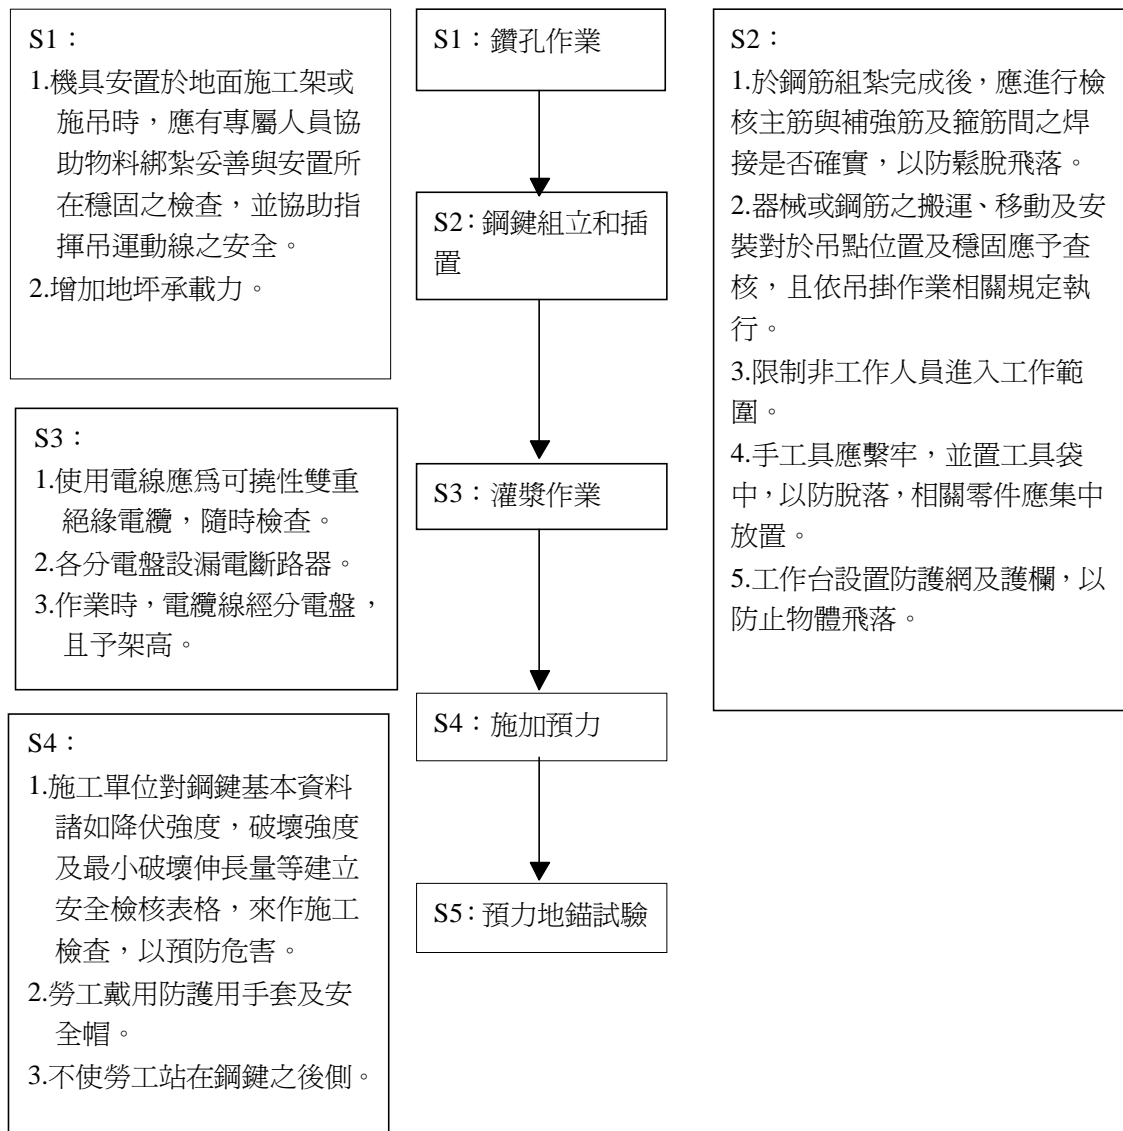 S1：
1.機具安置於地面施工架或
施吊時，應有專屬人員協
助物料綁紮妥善與安置所
在穩固之檢查，並協助指
揮吊運動線之安全。
2.增加地坪承載力。
S3：
1.使用電線應為可撓性雙重
絕緣電纜，隨時檢查。
2.各分電盤設漏電斷路器。
3.作業時，電纜線經分電盤，
且予架高。
S4：
1.施工單位對鋼鍵基本資料
諸如降伏強度，破壞強度
及最小破壞伸長量等建立
安全檢核表格，來作施工
檢查，以預防危害。
2.勞工戴用防護用手套及安
全帽。
3.不使勞工站在鋼鍵之後側。
S1：鑽孔作業
S2：鋼鍵組立和插
置
S3：灌漿作業
S4：施加預力
S5：預力地錨試驗
S2：
1.於鋼筋組紮完成後，應進行檢
核主筋與補強筋及箍筋間之焊
接是否確實，以防鬆脫飛落。
2.器械或鋼筋之搬運、移動及安
裝對於吊點位置及穩固應予查
核，且依吊掛作業相關規定執
行。
3.限制非工作人員進入工作範
圍。
4.手工具應繫牢，並置工具袋
中，以防脫落，相關零件應集中
放置。
5.工作台設置防護網及護欄，以
防止物體飛落。